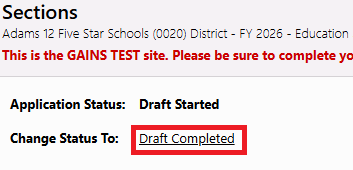 Sections
Adams 12 Five Star Schools (0020) District - FY 2026 - Education
This is the GAINS TEST site. Please be sure to complete yo
Application Status: Draft Started
Change Status To: Draft Completed